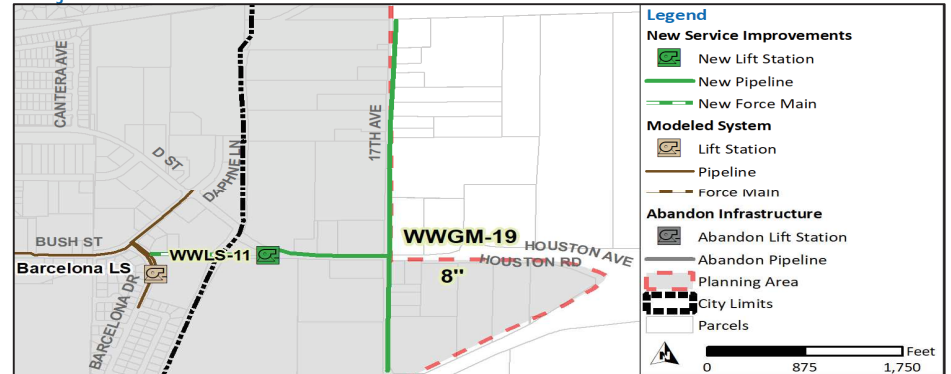 CANTERA AVE
D ST
DAPHNE LN
17TH AVE
WWGM-19
HOUSTON AVE
HOUSTON RD
8"
BUSH ST
WWLS-11
Barcelona LS
BARCELONA DR
Legend
New Service Improvements
New Lift Station
New Pipeline
New Force Main
Modeled System
Lift Station
Pipeline
Force Main
Abandon Infrastructure
Abandon Lift Station
Abandon Pipeline
Planning Area
City Limits
Parcels
N
Feet
0 875 1,750